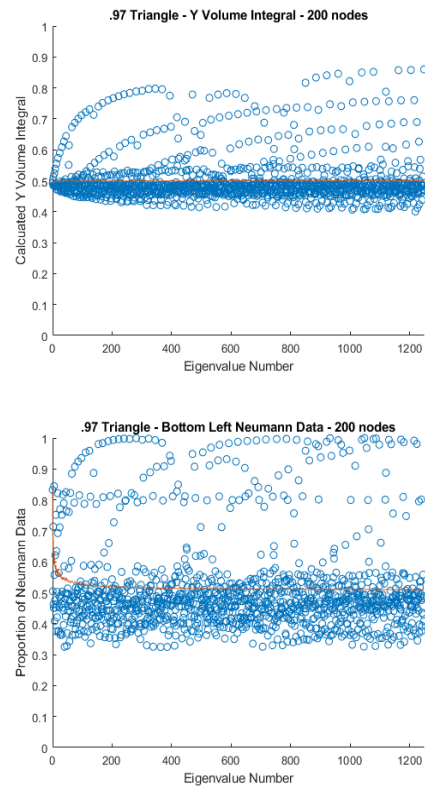 .97 Triangle - Y Volume Integral - 200 nodes
1
0.9
0.8
0.7
0.6
0.5
0.4
0.3
0.2
0.1
0
Calcuated Y Volume Integral
0 200 400 600 800 1000 1200
Eigenvalue Number
.97 Triangle - Bottom Left Neumann Data - 200 nodes
1
0.9
0.8
0.7
0.6
0.5
0.4
0.3
0.2
0.1
0
Proportion of Neumann Data
0 200 400 600 800 1000 1200
Eigenvalue Number